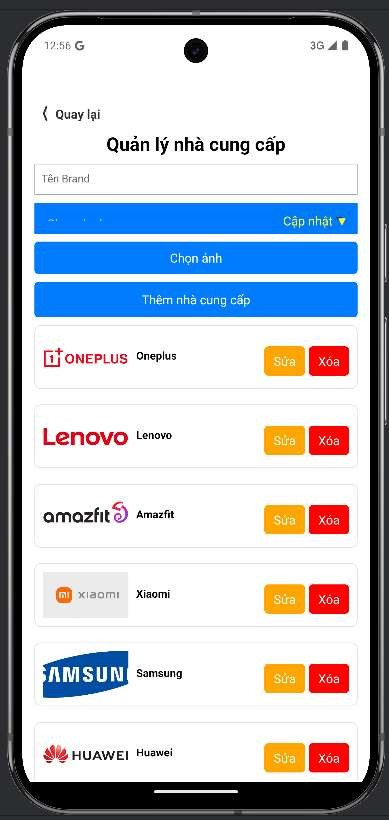 12:56 G
3G
Quay lại
Quản lý nhà cung cấp
Tên Brand
Cập nhật ▼
Chọn ảnh
Thêm nhà cung cấp
1+ ONEPLUS Oneplus Sửa Xóa
Lenovo Lenovo Sửa Xóa
amazfit Amazfit Sửa Xóa
mi xiaomi Xiaomi Sửa Xóa
SAMSUN Samsung Sửa Xóa
HUAWEI Huawei Sửa Xóa